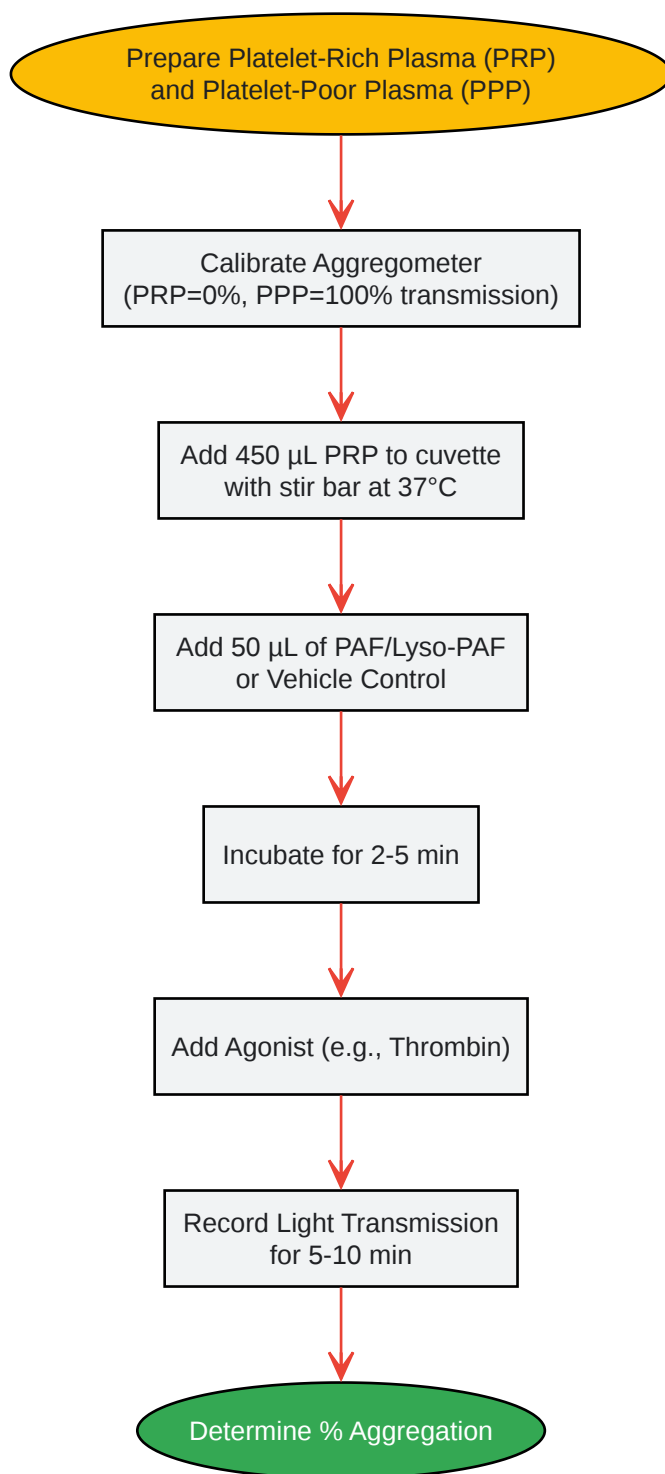 Prepare Platelet-Rich Plasma (PRP)
and Platelet-Poor Plasma (PPP)
Calibrate Aggregometer
(PRP=0%, PPP=100% transmission)
Add 450 µL PRP to cuvette
with stir bar at 37°C
Add 50 µL of PAF/Lyso-PAF
or Vehicle Control
Incubate for 2-5 min
Add Agonist (e.g., Thrombin)
Record Light Transmission
for 5-10 min
Determine % Aggregation